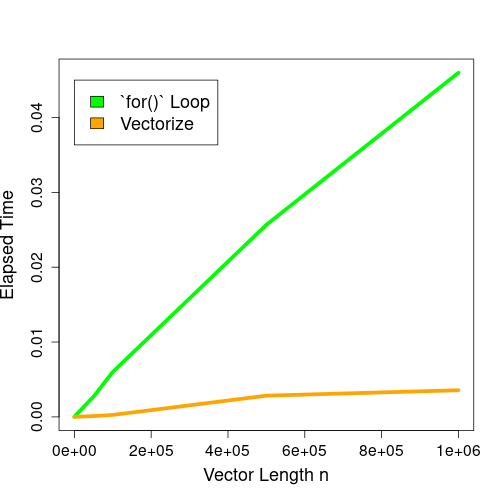 `for()` Loop
Vectorize
Elapsed Time
0.04
0.03
0.02
0.01
0.00
0e+00 2e+05 4e+05 6e+05 8e+05 1e+06
Vector Length n